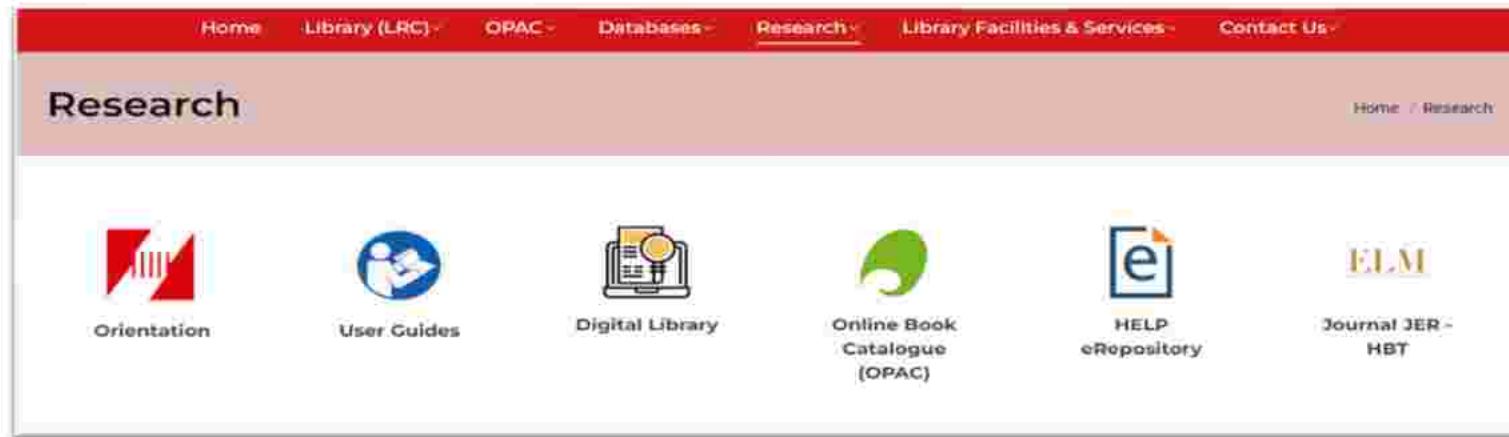 Home Library (LRC) OPAC Databases Research Library Facilities & Services Contact Us
Research
Home / Research
e
ELM
Orientation
User Guides
Digital Library
Online Book
Catalogue
(OPAC)
HELP
eRepository
Journal JER -
HBT